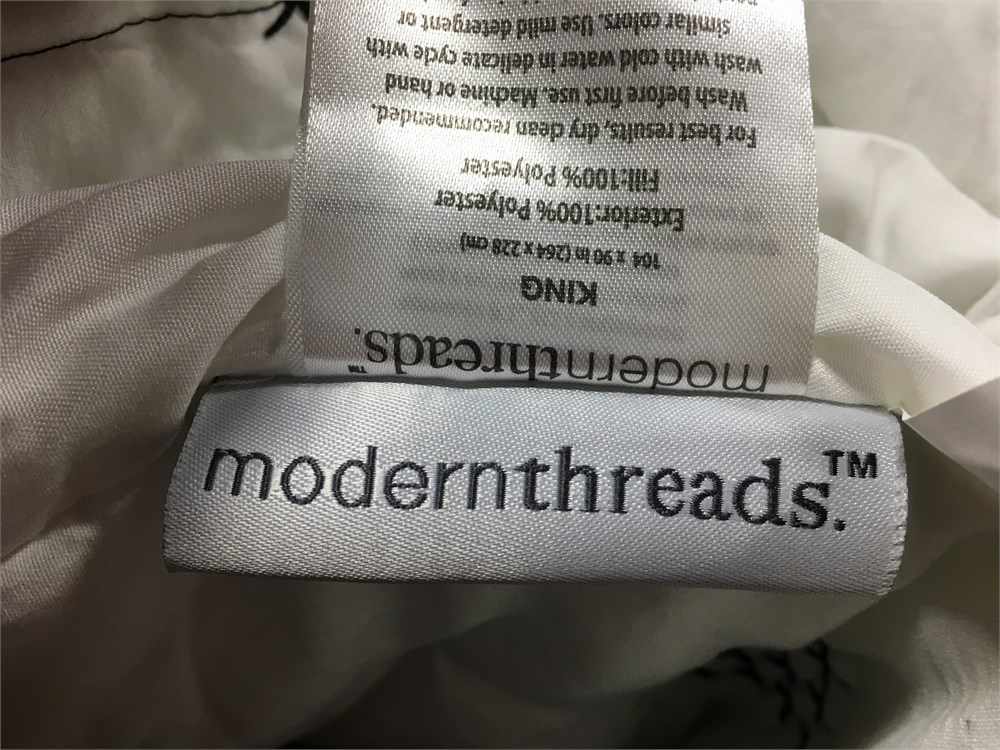 modernthreads.™
modernthreads.™
KING
104 x 90 in (264 x 228 cm)
Exterior:100% Polyester
Fill:100% Polyester
For best results, dry clean recommended.
Wash before first use. Machine or hand
wash with cold water in delicate cycle with
similar colors. Use mild detergent or